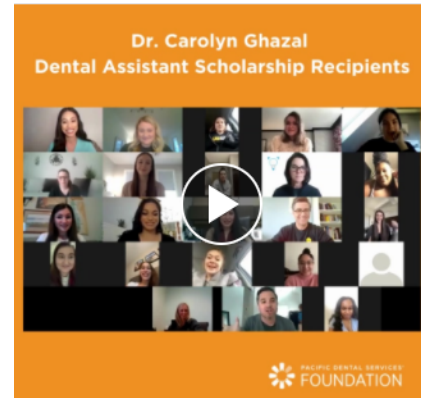 Dr. Carolyn Ghazal
Dental Assistant Scholarship Recipients
PACIFIC DENTAL SERVICES'
FOUNDATION